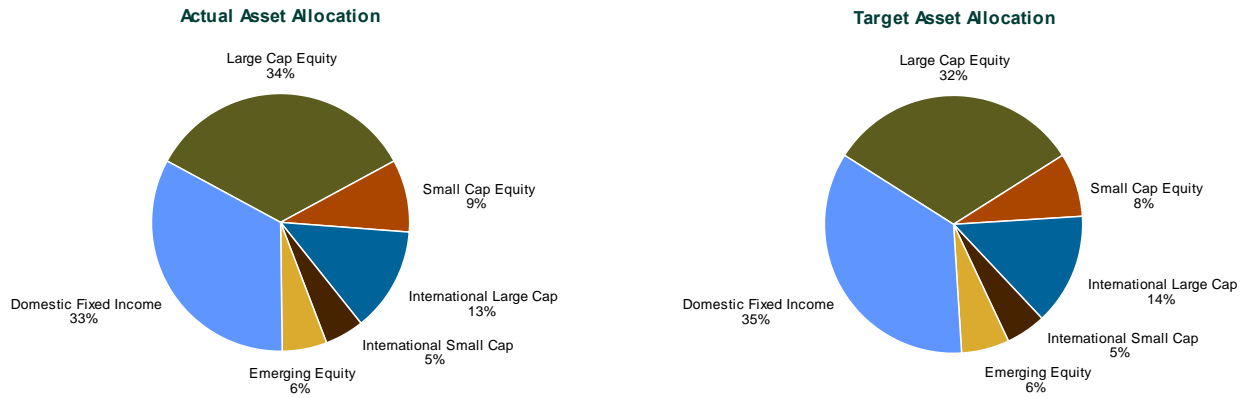 Actual Asset Allocation
Large Cap Equity
34%
Small Cap Equity
9%
International Large Cap
13%
International Small Cap
5%
Emerging Equity
6%
Domestic Fixed Income
33%
Target Asset Allocation
Large Cap Equity
32%
Small Cap Equity
8%
International Large Cap
14%
International Small Cap
5%
Emerging Equity
6%
Domestic Fixed Income
35%